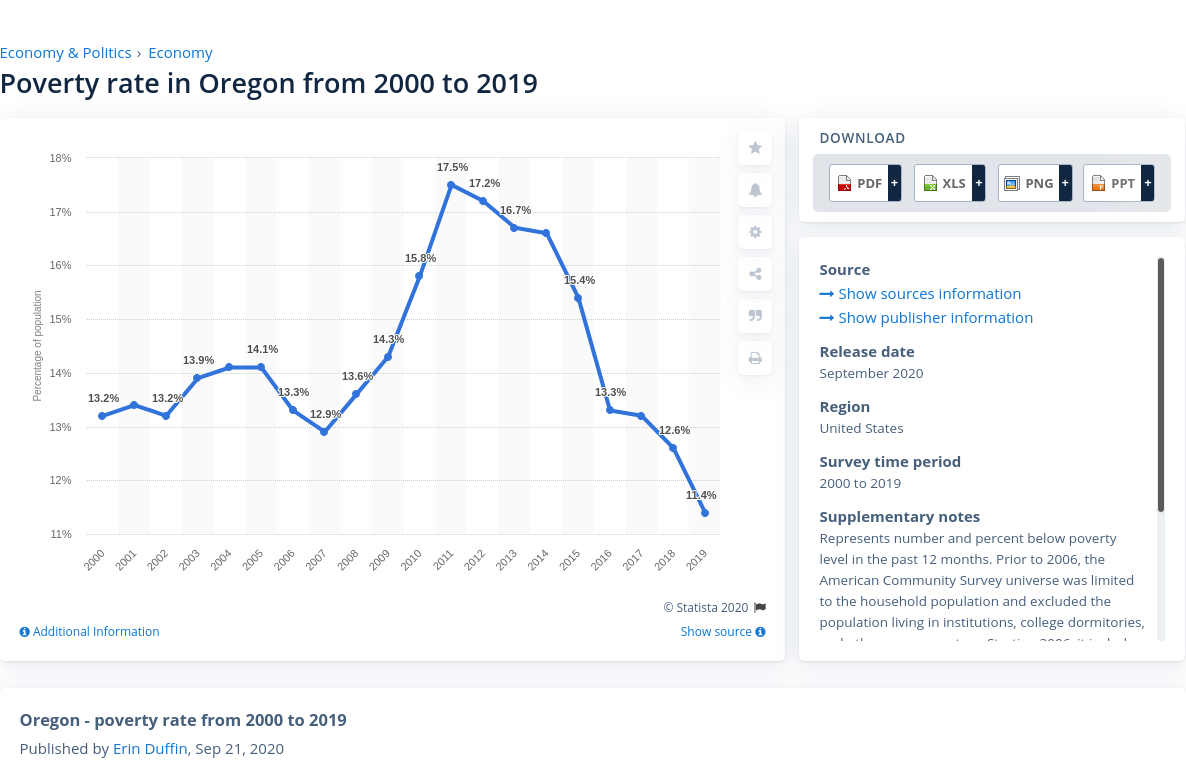 Economy & Politics › Economy
Poverty rate in Oregon from 2000 to 2019
18%
17%
16%
15%
14%
13%
12%
11%
Percentage of population
13.2%
13.2%
13.9%
14.1%
13.3%
12.9%
13.6%
14.3%
15.8%
17.5%
17.2%
16.7%
15.4%
13.3%
12.6%
11.4%
2000
2001
2002
2003
2004
2005
2006
2007
2008
2009
2010
2011
2012
2013
2014
2015
2016
2017
2018
2019
© Statista 2020
Additional Information
Show source
DOWNLOAD
PDF +
XLS +
PNG +
PPT +
Source
Show sources information
Show publisher information
Release date
September 2020
Region
United States
Survey time period
2000 to 2019
Supplementary notes
Represents number and percent below poverty
level in the past 12 months. Prior to 2006, the
American Community Survey universe was limited
to the household population and excluded the
population living in institutions, college dormitories,
Oregon - poverty rate from 2000 to 2019
Published by Erin Duffin, Sep 21, 2020